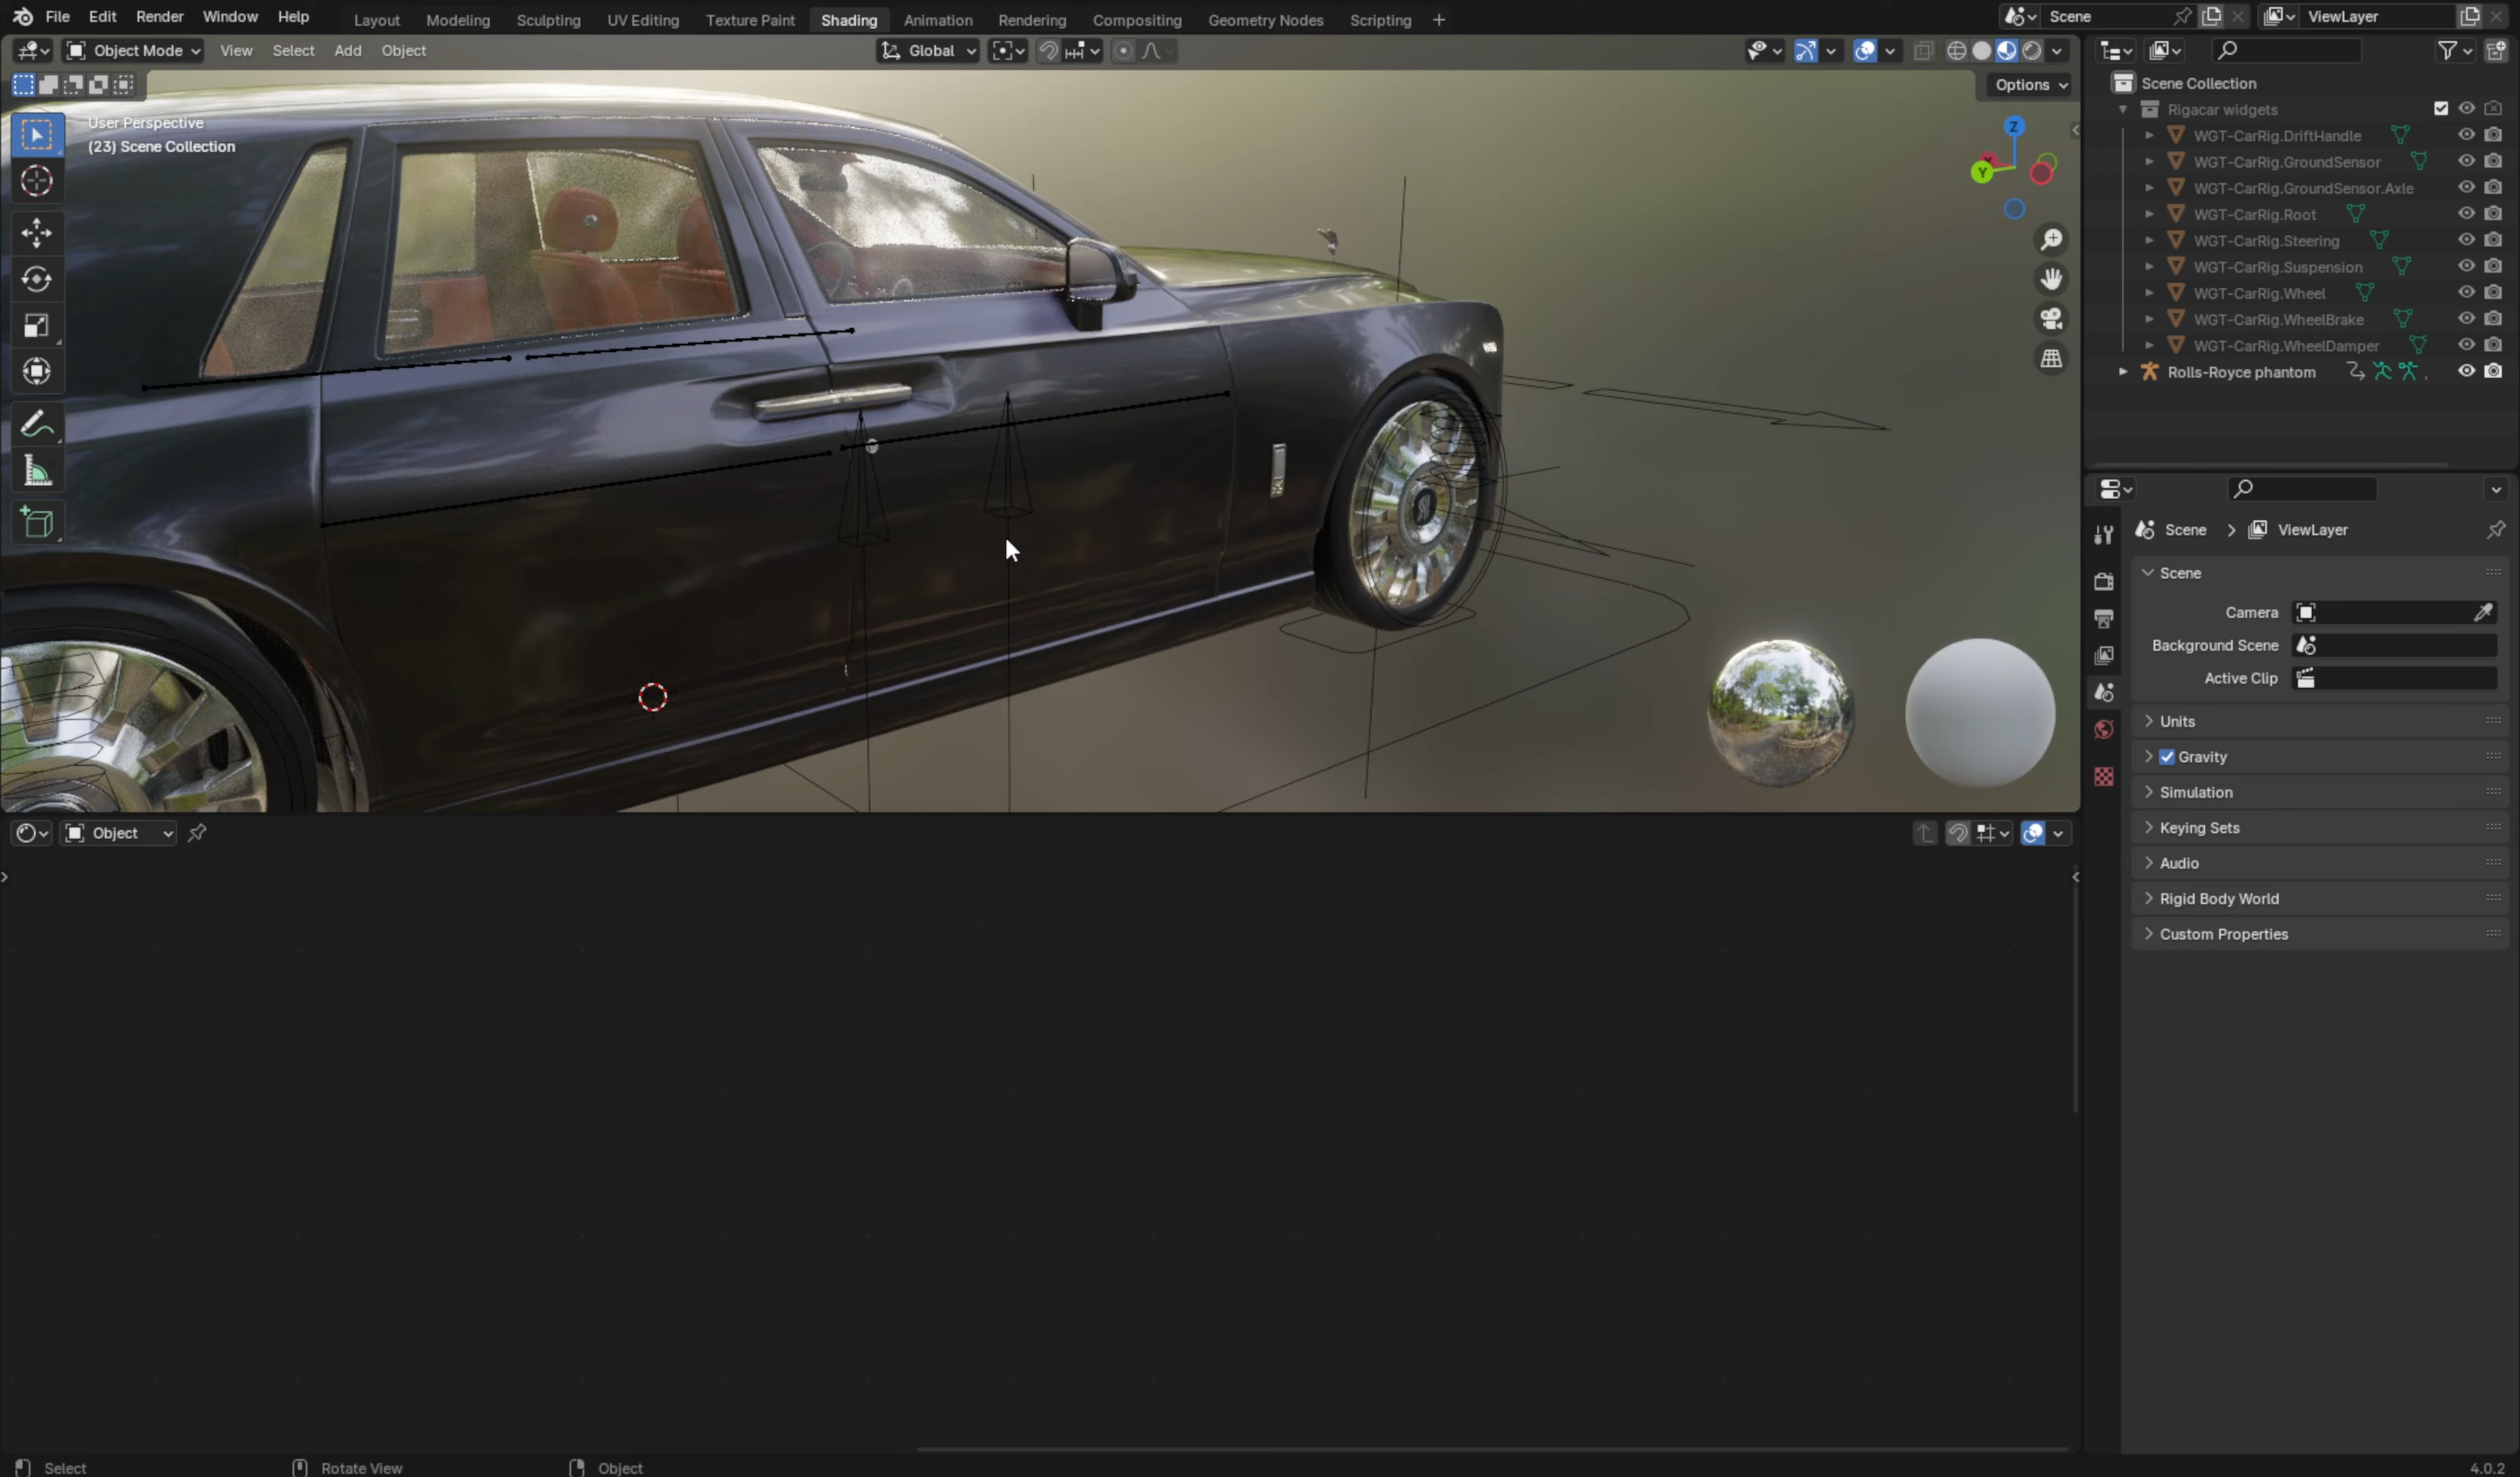 File Edit Render Window Help
Layout Modeling Sculpting UV Editing Texture Paint Shading Animation Rendering Compositing Geometry Nodes Scripting +
Scene
ViewLayer
Object Mode View Select Add Object
Global
Options
User Perspective
(23) Scene Collection
Z
Y
Scene Collection
Rigacar widgets
WGT-CarRig.DriftHandle
WGT-CarRig.GroundSensor
WGT-CarRig.GroundSensor.Axle
WGT-CarRig.Root
WGT-CarRig.Steering
WGT-CarRig.Suspension
WGT-CarRig.Wheel
WGT-CarRig.WheelBrake
WGT-CarRig.WheelDamper
Rolls-Royce phantom
Scene > ViewLayer
Scene
Camera
Background Scene
Active Clip
Units
Gravity
Simulation
Keying Sets
Audio
Rigid Body World
Custom Properties
Object
Select
Rotate View
Object
4.0.2